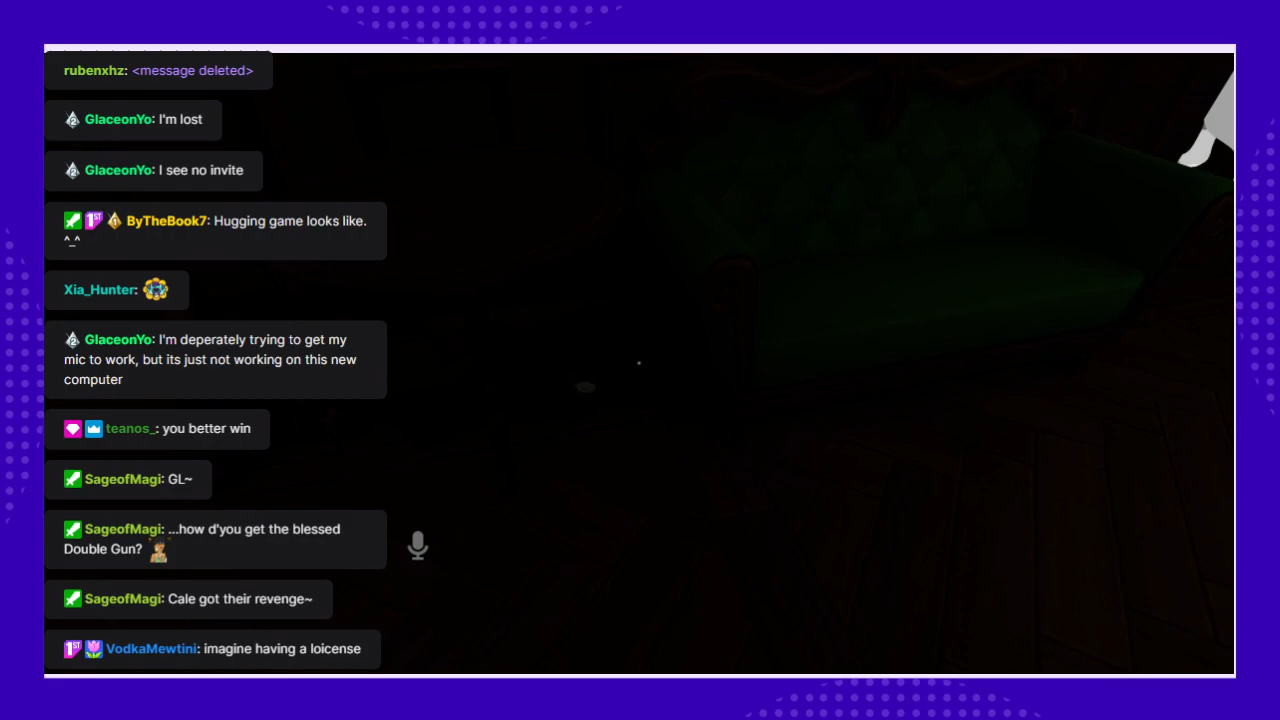 rubenxhz: <message deleted>
GlaceonYo: I'm lost
GlaceonYo: I see no invite
1ST ByTheBook7: Hugging game looks like.
^_^
Xia_Hunter:
GlaceonYo: I'm deperately trying to get my
mic to work, but its just not working on this new
computer
teanos_: you better win
SageofMagi: GL~
SageofMagi: ...how d'you get the blessed
Double Gun?
SageofMagi: Cale got their revenge~
1ST VodkaMewtini: imagine having a loicense